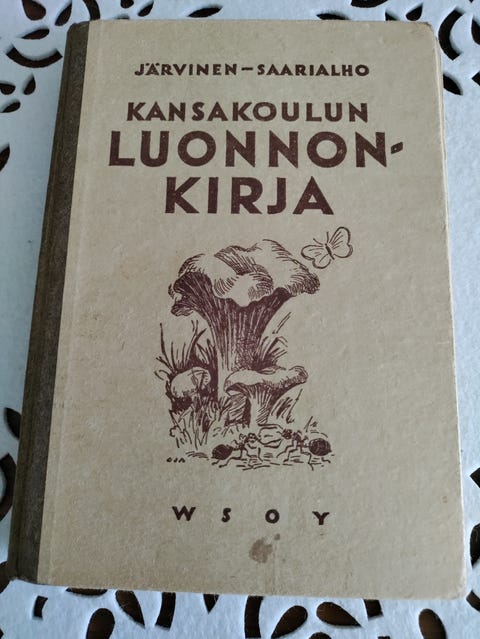 JÄRVINEN-SAARIALHO
KANSAKOULUN
LUONNON-
KIRJA
WSOY